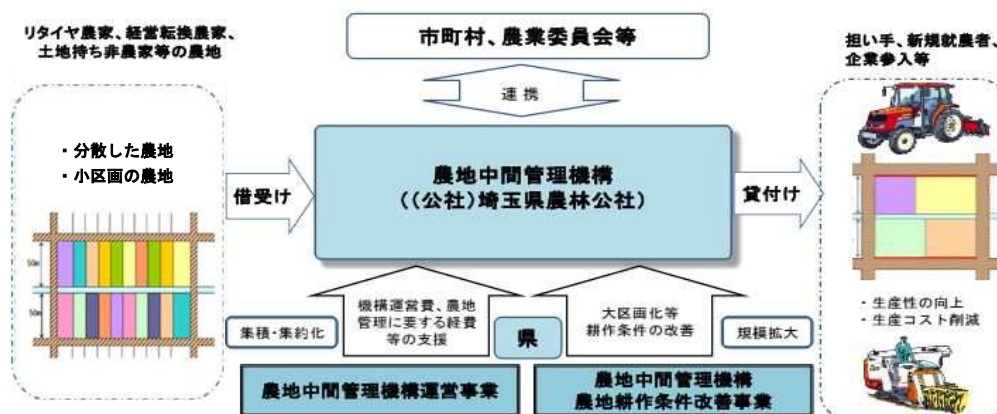 リタイヤ農家、経営転換農家、
土地持ち非農家等の農地
市町村、農業委員会等
担い手、新規就農者、
企業参入等
連携
・分散した農地
・小区画の農地
借受け
農地中間管理機構
((公社)埼玉県農林公社)
貸付け
50m
50m
機構運営費、農地
管理に要する経費
等の支援
大区画化等
耕作条件の改善
集積・集約化
県
規模拡大
・生産性の向上
・生産コスト削減
農地中間管理機構運営事業
農地中間管理機構
農地耕作条件改善事業